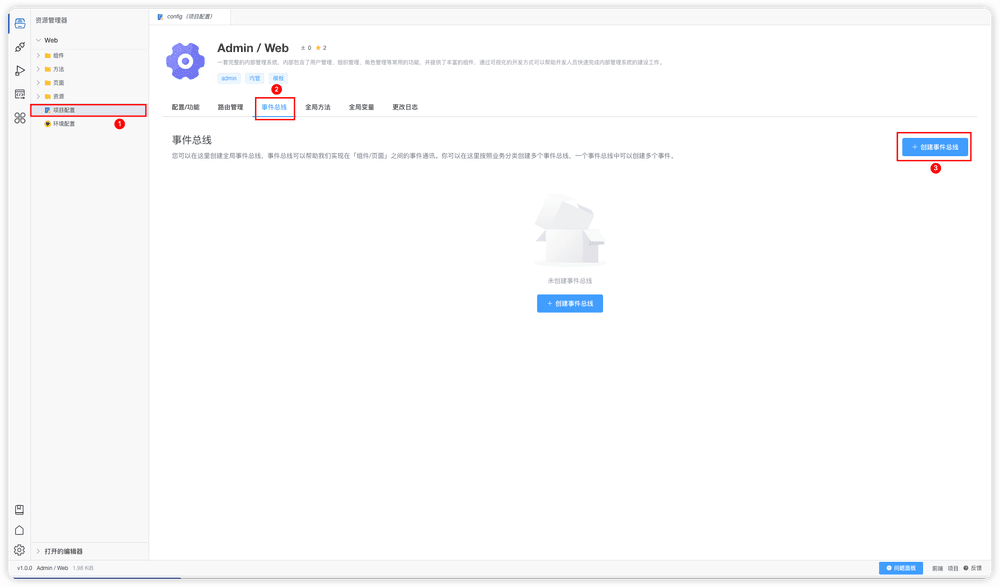 资源管理器
config（项目配置）
Web
组件
方法
页面
资源
项目配置
1
环境配置
Admin / Web
± 0
2
一套完整的内部管理系统，内部包含了用户管理、组织管理、角色管理等常用的功能，并提供了丰富的组件，通过可视化的开发方式可以帮助开发人员快速完成内部管理系统的建设工作。
admin
内管
模板
2
配置/功能
路由管理
事件总线
全局方法
全局变量
更改日志
事件总线
您可以在这里创建全局事件总线，事件总线可以帮助我们实现在「组件/页面」之间的事件通讯。你可以在这里按照业务分类创建多个事件总线，一个事件总线中可以创建多个事件。
+ 创建事件总线
3
未创建事件总线
+ 创建事件总线
打开的编辑器
v1.0.0 Admin / Web 1.98 KiB
问题面板
前端
项目
反馈